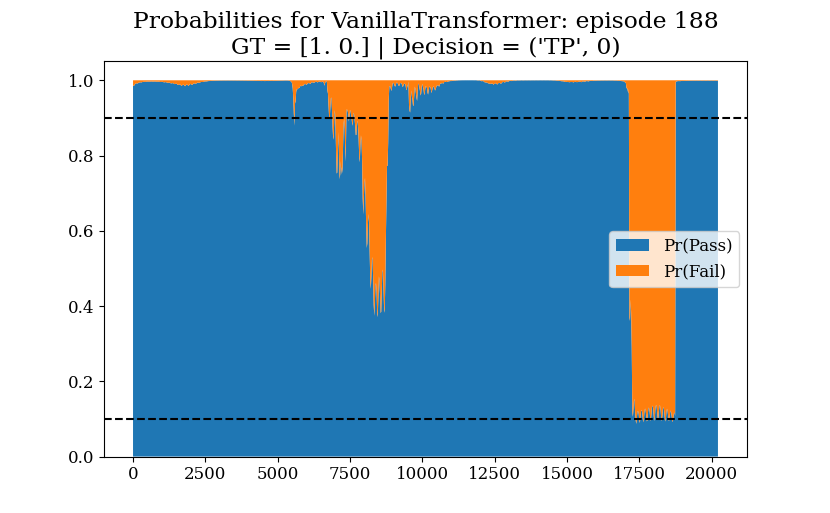 Probabilities for VanillaTransformer: episode 188
GT = [1. 0.] | Decision = ('TP', 0)
1.0
0.8
0.6
0.4
0.2
0.0
Pr(Pass)
Pr(Fail)
0 2500 5000 7500 10000 12500 15000 17500 20000